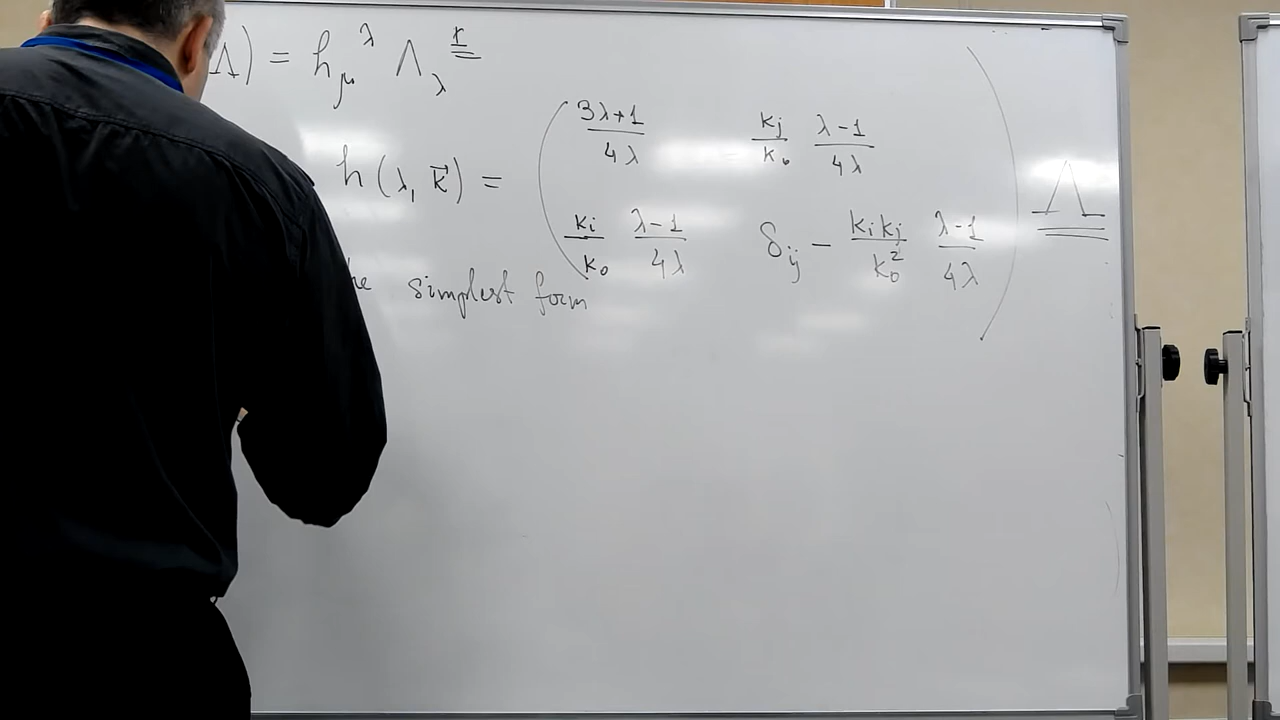 Λ) = h_μ^λ Λ_λ^r
h (λ, k⃗) = ( (3λ+1)/(4λ)   (k_j/k_0) (λ-1)/(4λ)
(k_i/k_0) (λ-1)/(4λ)   δ_ij - (k_i k_j/k_0^2) (λ-1)/(4λ) ) Λ
he simplest form